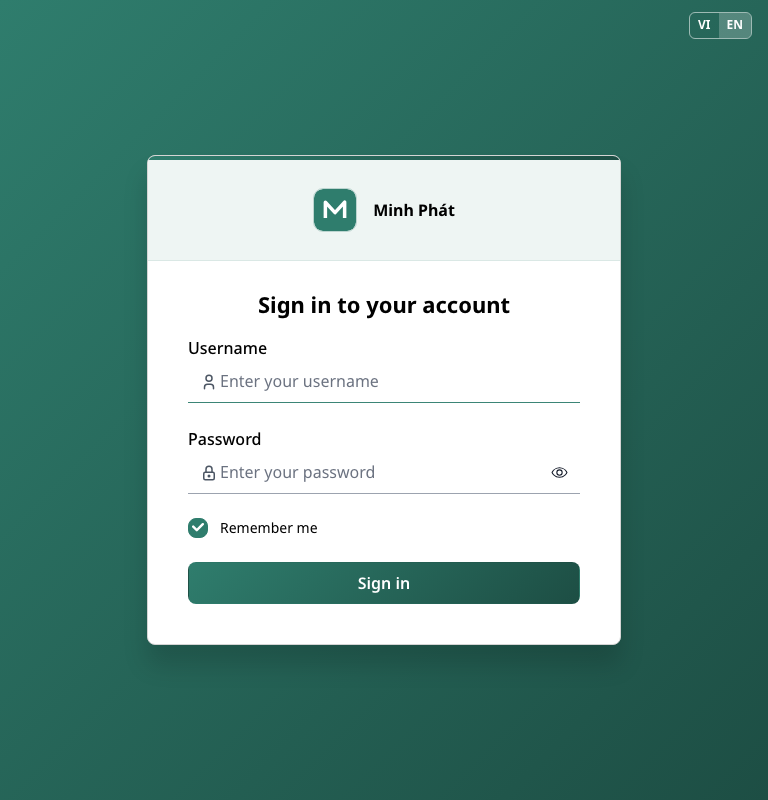 VI EN
Minh Phát
Sign in to your account
Username
Enter your username
Password
Enter your password
Remember me
Sign in